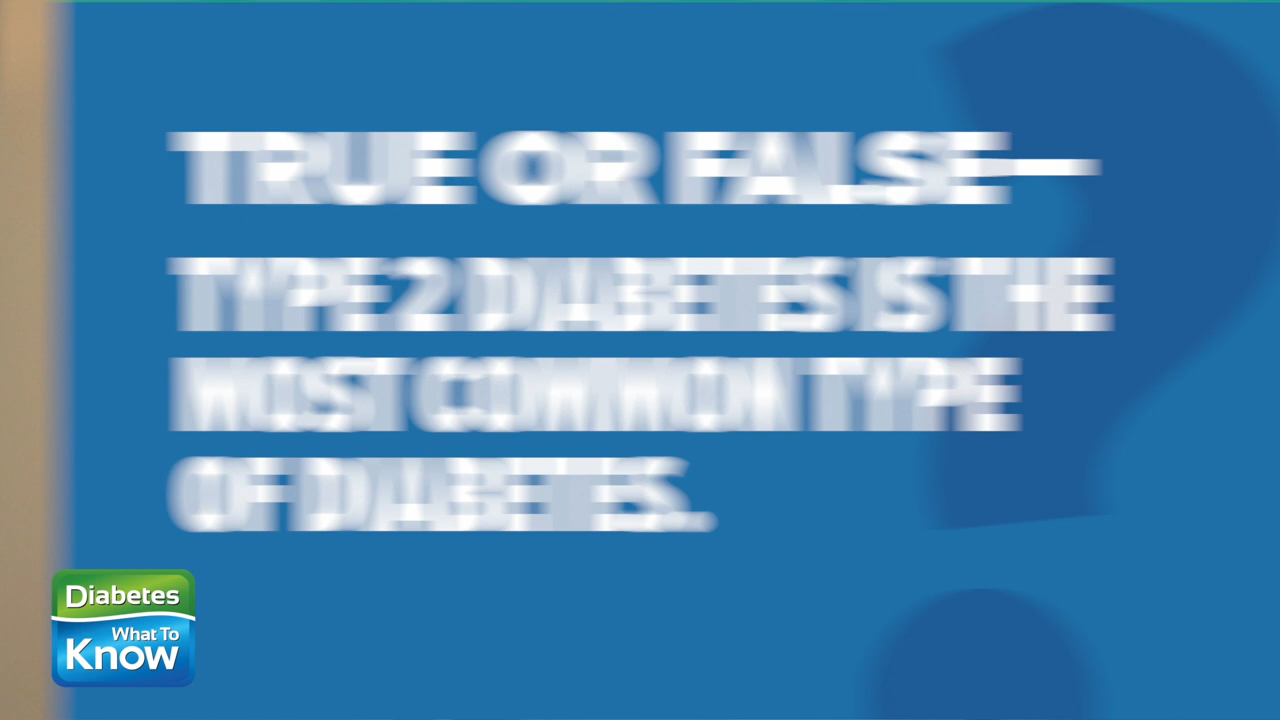 TRUE OR FALSE—
TYPE 2 DIABETES IS THE
MOST COMMON TYPE
OF DIABETES.
Diabetes
What To
Know